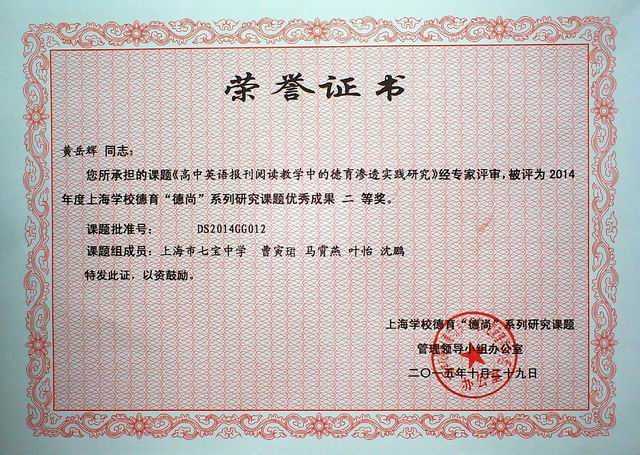 荣誉证书
黄岳辉 同志：
您所承担的课题《高中英语报刊阅读教学中的德育渗透实践研究》经专家评审，被评为2014
年度上海学校德育“德尚”系列研究课题优秀成果 二 等奖。
课题批准号： DS2014GG012
课题组成员：上海市七宝中学 曹寅珺 马霄燕 叶怡 沈鹏
特发此证，以资鼓励。
上海学校德育“德尚”系列研究课题
管理领导小组办公室
二〇一五年十月二十九日
办公室